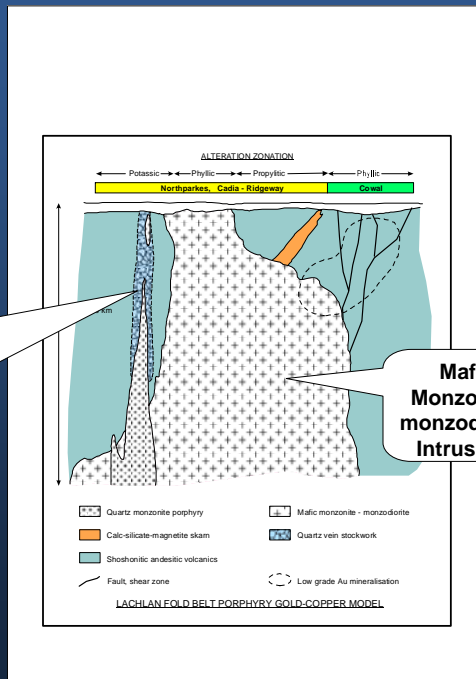 ALTERATION ZONATION
Potassic Phyllic Propylitic Phyllic
Northparkes, Cadia - Ridgeway Cowal
km
Maf
Monzo
monzod
Intrus
Quartz monzonite porphyry Mafic monzonite - monzodiorite
Calc-silicate-magnetite skarn Quartz vein stockwork
Shoshonitic andesitic volcanics
Fault, shear zone Low grade Au mineralisation
LACHLAN FOLD BELT PORPHYRY GOLD-COPPER MODEL